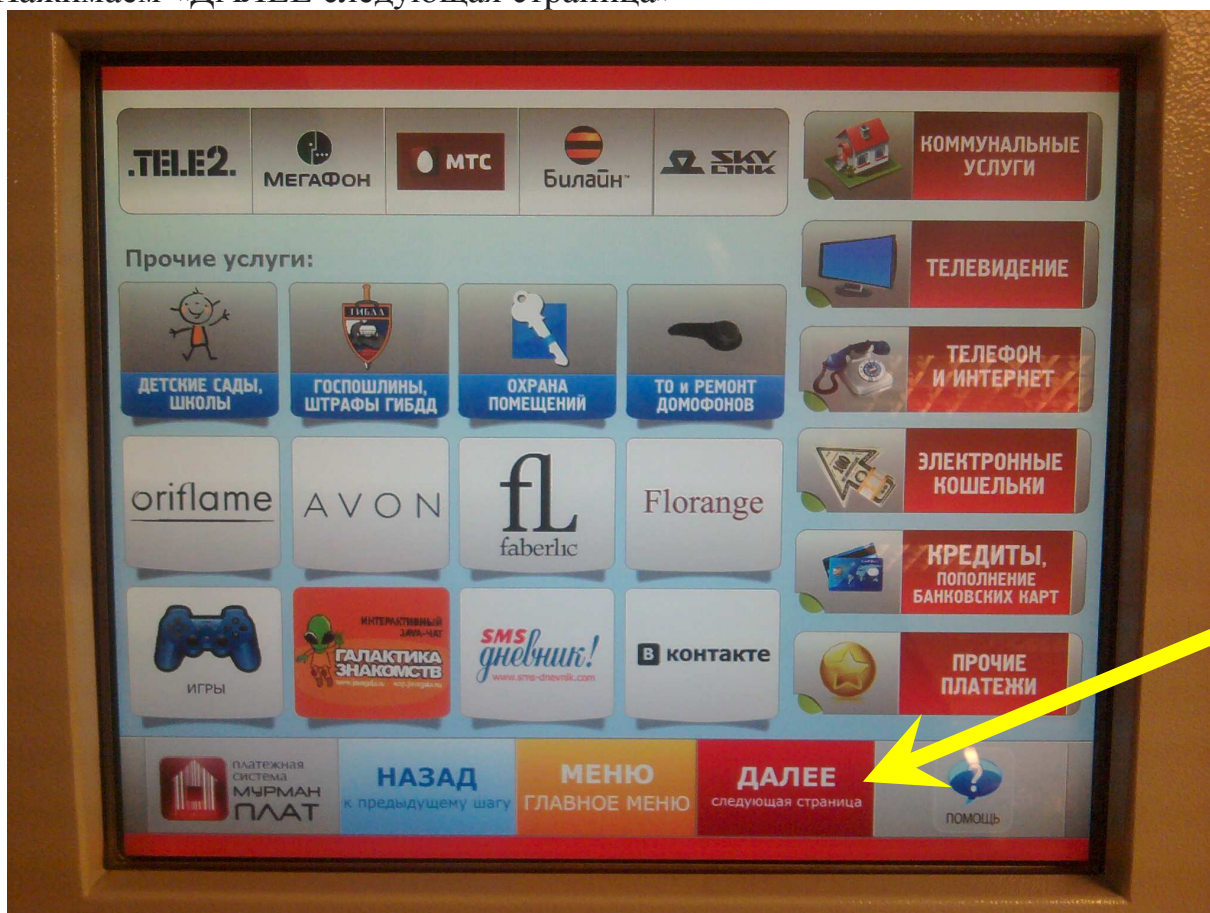 Нажимаем «ДАЛЕЕ следующая страница»
.TELE2.
МЕГАФОН
МТС
Билайн™
SKY LINK
КОММУНАЛЬНЫЕ
УСЛУГИ
ТЕЛЕВИДЕНИЕ
Прочие услуги:
ГИБДД
ДЕТСКИЕ САДЫ,
ШКОЛЫ
ГОСПОШЛИНЫ,
ШТРАФЫ ГИБДД
ОХРАНА
ПОМЕЩЕНИЙ
ТО и РЕМОНТ
ДОМОФОНОВ
ТЕЛЕФОН
И ИНТЕРНЕТ
oriflame
AVON
fl
faberlic
Florange
ЭЛЕКТРОННЫЕ
КОШЕЛЬКИ
КРЕДИТЫ,
ПОПОЛНЕНИЕ
БАНКОВСКИХ КАРТ
ИГРЫ
ИНТЕРАКТИВНЫЙ
JAVA-ЧАТ
ГАЛАКТИКА
ЗНАКОМСТВ
SMS
дневник!
www.sms-dnevnik.com
В контакте
ПРОЧИЕ
ПЛАТЕЖИ
платежная
система
МУРМАН
ПЛАТ
НАЗАД
к предыдущему шагу
МЕНЮ
ГЛАВНОЕ МЕНЮ
ДАЛЕЕ
следующая страница
ПОМОЩЬ